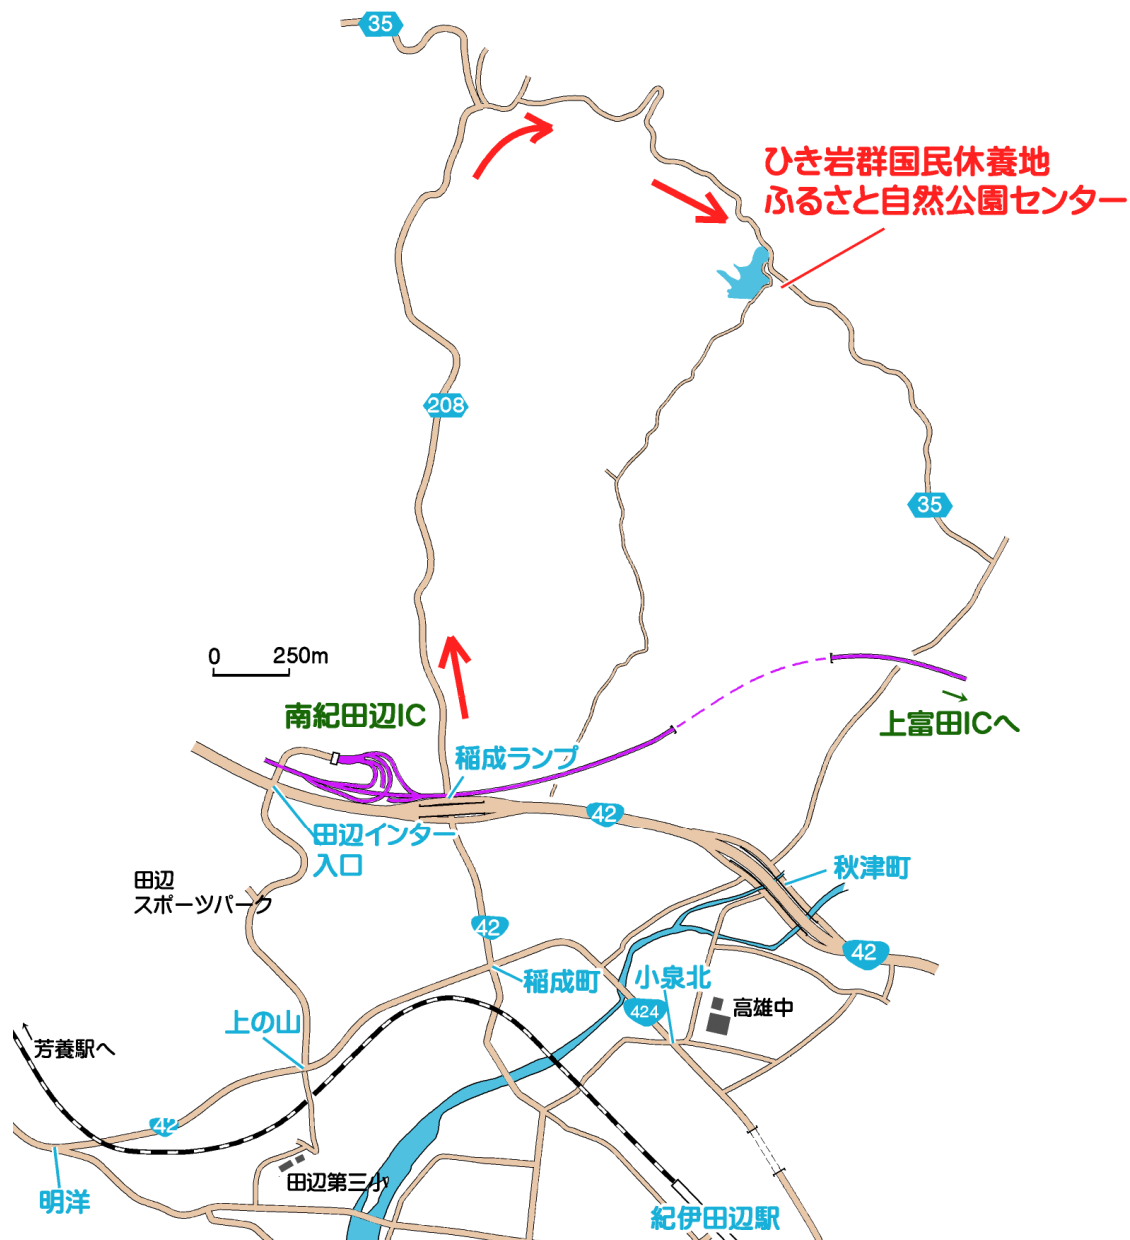 35
ひき岩群国民休養地
ふるさと自然公園センター
208
35
0 250m
南紀田辺IC
上富田ICへ
稲成ランプ
42
田辺インター
入口
秋津町
田辺
スポーツパーク
42
42
稲成町
小泉北
424
高雄中
上の山
芳養駅へ
42
田辺第三小
明洋
紀伊田辺駅